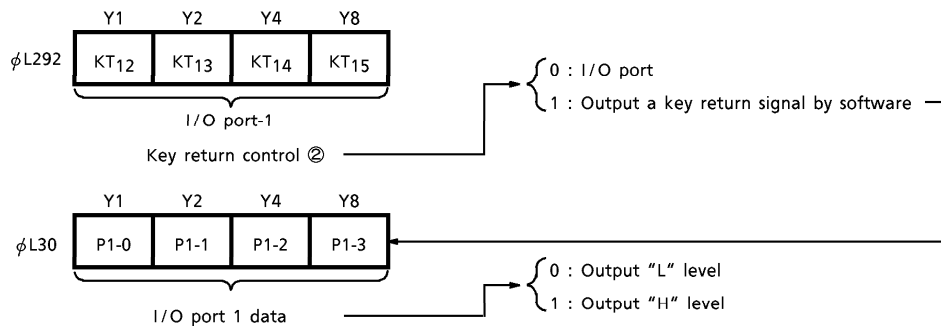 Y1 Y2 Y4 Y8
ϕL292 KT12 KT13 KT14 KT15
0 : I/O port
1 : Output a key return signal by software
I/O port-1
Key return control ②
Y1 Y2 Y4 Y8
ϕL30 P1-0 P1-1 P1-2 P1-3
0 : Output “L” level
1 : Output “H” level
I/O port 1 data